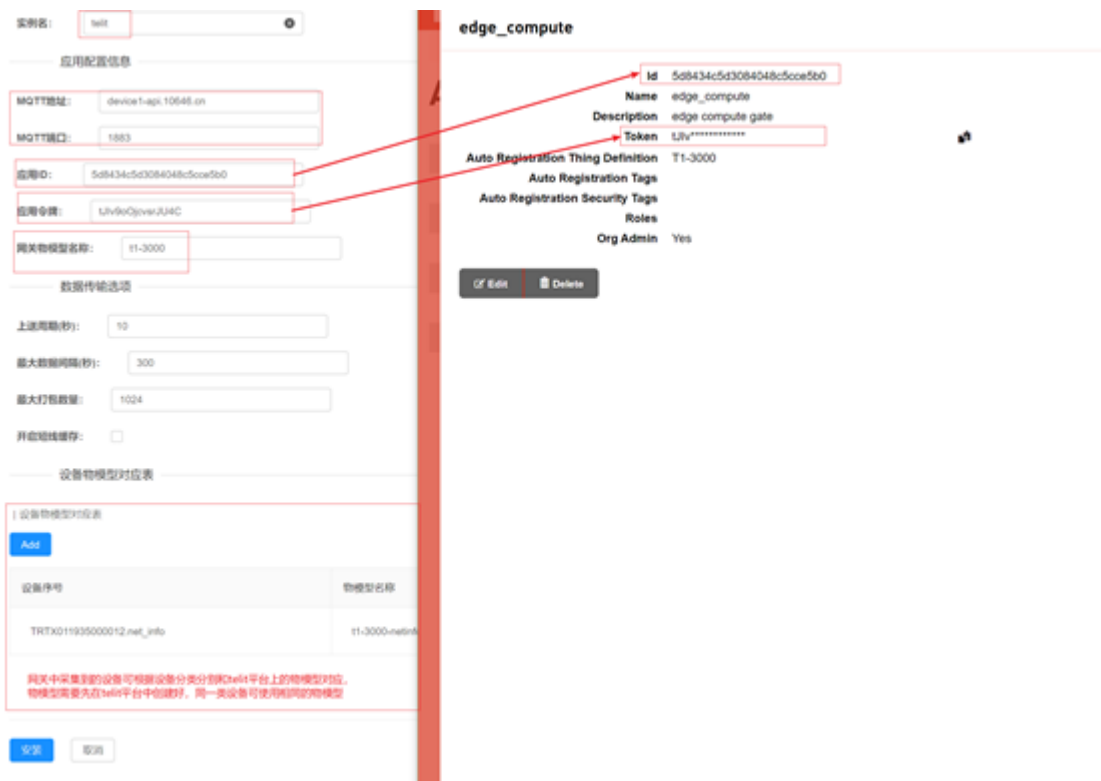 实例名: telit
应用配置信息
MQTT地址: device1-api.10646.cn
MQTT端口: 1883
应用ID: 5d8434c5d3084048c5cce5b0
应用令牌:
网关物模型名称: t1-3000
数据传输选项
上送周期(秒): 10
最大数据间隔(秒): 300
最大打包数量: 1024
开启短线缓存:
设备物模型对应表
| 设备物模型对应表
Add
设备序号 物模型名称
TRTX011935000012.net_info t1-3000-netinfo
网关中采集到的设备可根据设备分类分别和telit平台上的物模型对应,
物模型需要先在telit平台中创建好，同一类设备可使用相同的物模型
安装 取消
edge_compute
Id 5d8434c5d3084048c5cce5b0
Name edge_compute
Description edge compute gate
Token
Auto Registration Thing Definition T1-3000
Auto Registration Tags
Auto Registration Security Tags
Roles
Org Admin Yes
Edit Delete